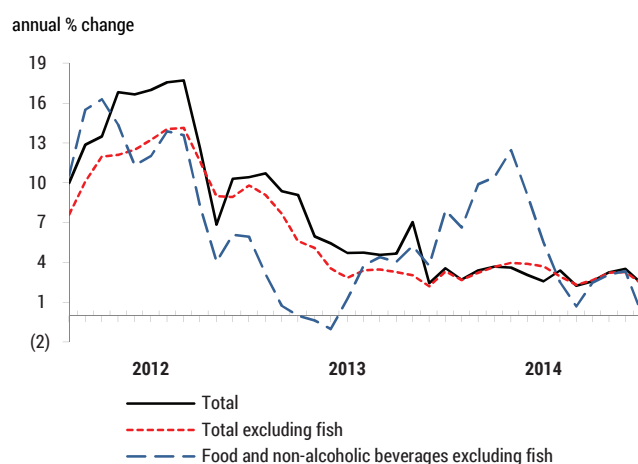 annual % change
19
16
13
10
7
4
1
(2)
2012 2013 2014
Total
Total excluding fish
Food and non-alcoholic beverages excluding fish